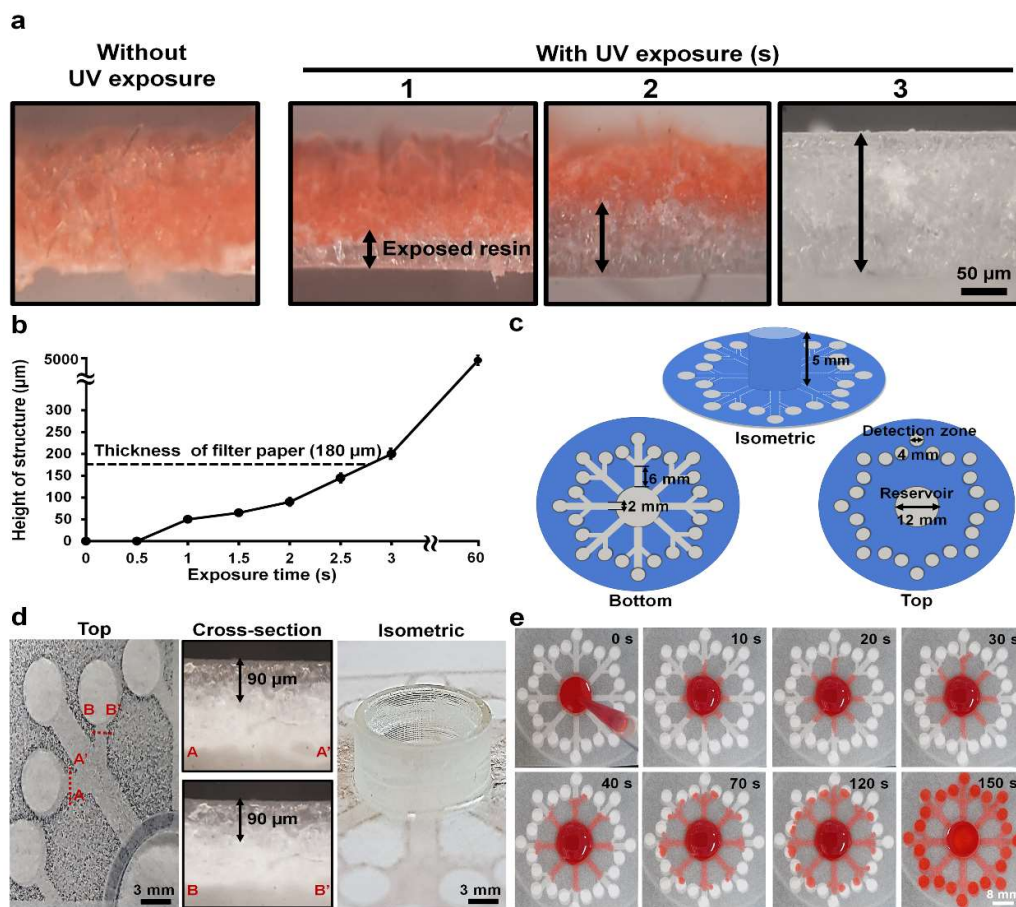 a
Without
UV exposure
With UV exposure (s)
1
2
3
Exposed resin
50 µm
b
Height of structure (µm)
5000
300
250
200
150
100
50
0
Thickness of filter paper (180 µm)
0
0.5
1
1.5
2
2.5
3
60
Exposure time (s)
c
5 mm
Isometric
6 mm
2 mm
Bottom
Detection zone
4 mm
Reservoir
12 mm
Top
d
Top
B
B'
A'
A
3 mm
Cross-section
90 µm
A
A'
90 µm
B
B'
Isometric
3 mm
e
0 s
10 s
20 s
30 s
40 s
70 s
120 s
150 s
8 mm